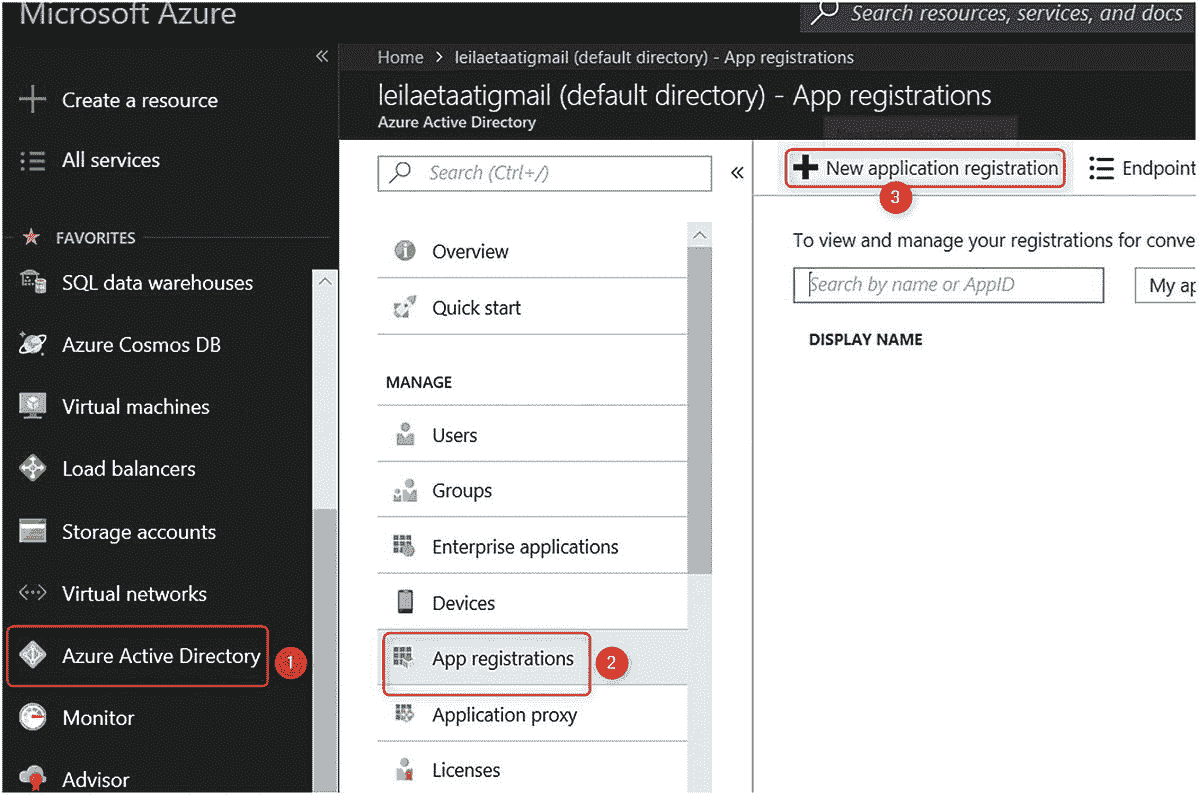 Microsoft Azure
Search resources, services, and docs
Create a resource
All services
FAVORITES
SQL data warehouses
Azure Cosmos DB
Virtual machines
Load balancers
Storage accounts
Virtual networks
Azure Active Directory
1
Monitor
Advisor
Home > leilaetaatigmail (default directory) - App registrations
leilaetaatigmail (default directory) - App registrations
Azure Active Directory
Search (Ctrl+/)
Overview
Quick start
MANAGE
Users
Groups
Enterprise applications
Devices
App registrations
2
Application proxy
Licenses
New application registration
3
Endpoint
To view and manage your registrations for conve
Search by name or AppID
My ap
DISPLAY NAME